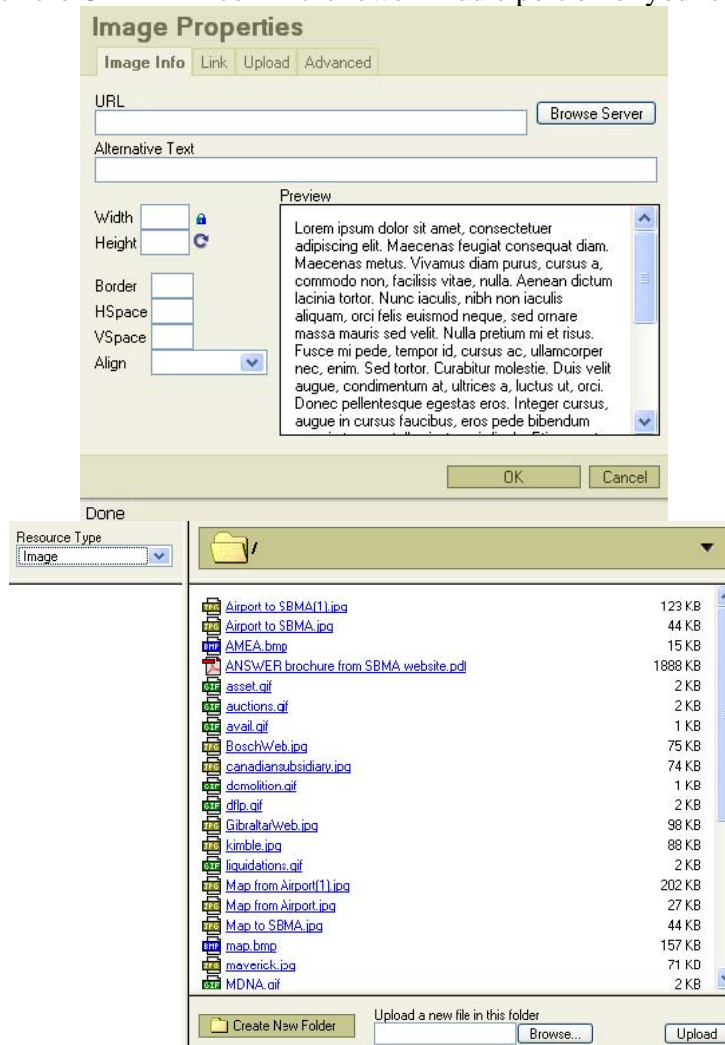 Image Properties
Image Info Link Upload Advanced
URL
Browse Server
Alternative Text
Width
Height
Border
HSpace
VSpace
Align
Preview
Lorem ipsum dolor sit amet, consectetuer
adipiscing elit. Maecenas feugiat consequat diam.
Maecenas metus. Vivamus diam purus, cursus a,
commodo non, facilisis vitae, nulla. Aenean dictum
lacinia tortor. Nunc iaculis, nibh non iaculis
aliquam, orci felis euismod neque, sed ornare
massa mauris sed velit. Nulla pretium mi et risus.
Fusce mi pede, tempor id, cursus ac, ullamcorper
nec, enim. Sed tortor. Curabitur molestie. Duis velit
augue, condimentum at, ultrices a, luctus ut, orci.
Donec pellentesque egestas eros. Integer cursus,
augue in cursus faucibus, eros pede bibendum
OK Cancel
Done
Resource Type
Image
/
Airport to SBMA(1).jpg 123 KB
Airport to SBMA.jpg 44 KB
AMEA.bmp 15 KB
ANSWER brochure from SBMA website.pdf 1888 KB
asset.gif 2 KB
auctions.gif 2 KB
avail.gif 1 KB
BoschWeb.jpg 75 KB
canadiansubsidiary.jpg 74 KB
demolition.gif 1 KB
dflp.gif 2 KB
GibraltarWeb.jpg 98 KB
kimble.jpg 88 KB
liquidations.gif 2 KB
Map from Airport(1).jpg 202 KB
Map from Airport.jpg 27 KB
Map to SBMA.jpg 44 KB
map.bmp 157 KB
maverick.jpg 71 KB
MDNA.gif 2 KB
Create New Folder
Upload a new file in this folder
Browse... Upload